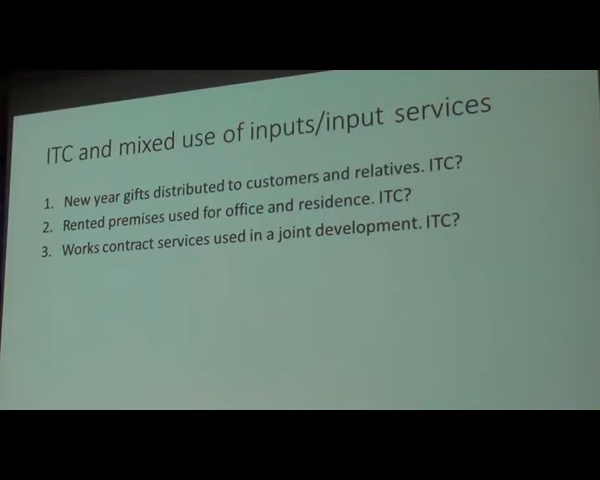 ITC and mixed use of inputs/input services
1. New year gifts distributed to customers and relatives. ITC?
2. Rented premises used for office and residence. ITC?
3. Works contract services used in a joint development. ITC?